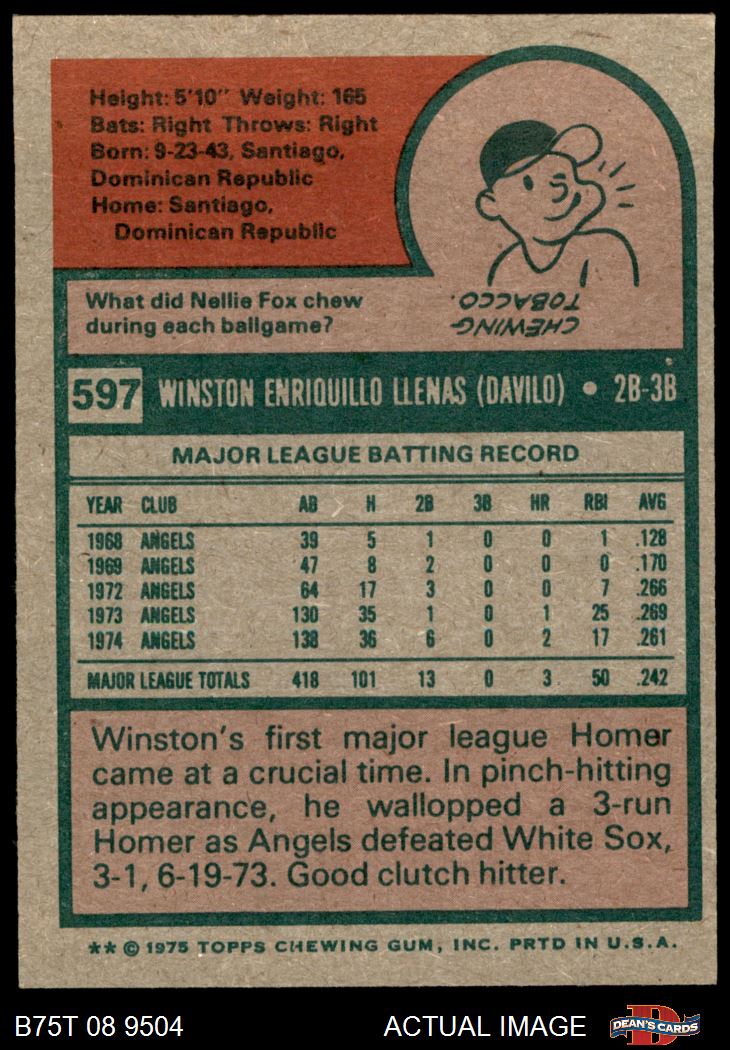 Height: 5'10" Weight: 165
Bats: Right Throws: Right
Born: 9-23-43, Santiago,
Dominican Republic
Home: Santiago,
Dominican Republic
What did Nellie Fox chew
during each ballgame?
CHEWING
TOBACCO.
597 WINSTON ENRIQUILLO LLENAS (DAVILO) • 2B-3B
MAJOR LEAGUE BATTING RECORD
YEAR CLUB AB H 2B 3B HR RBI AVG
1968 ANGELS 39 5 1 0 0 1 .128
1969 ANGELS 47 8 2 0 0 0 .170
1972 ANGELS 64 17 3 0 0 7 .266
1973 ANGELS 130 35 1 0 1 25 .269
1974 ANGELS 138 36 6 0 2 17 .261
MAJOR LEAGUE TOTALS 418 101 13 0 3 50 .242
Winston's first major league Homer
came at a crucial time. In pinch-hitting
appearance, he wallopped a 3-run
Homer as Angels defeated White Sox,
3-1, 6-19-73. Good clutch hitter.
** © 1975 TOPPS CHEWING GUM, INC. PRTD IN U.S.A.
B75T 08 9504 ACTUAL IMAGE DEAN'S CARDS